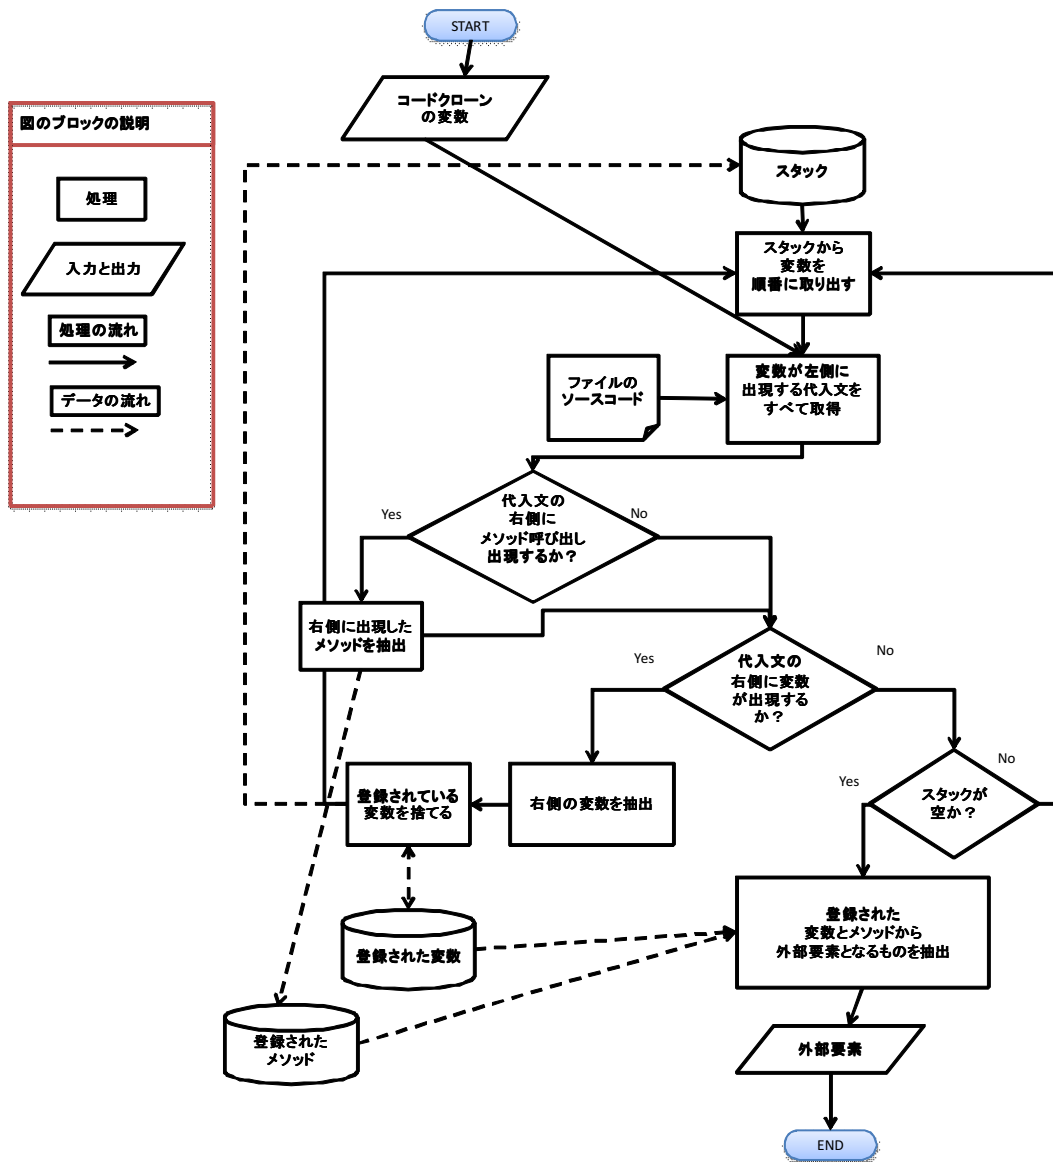 START
コードクローン
の変数
図のブロックの説明
処理
入力と出力
処理の流れ
データの流れ
スタック
スタックから
変数を
順番に取り出す
ファイルの
ソースコード
変数が左側に
出現する代入文を
すべて取得
代入文の
右側に
メソッド呼び出し
出現するか？
Yes
No
右側に出現した
メソッドを抽出
代入文の
右側に変数
が出現する
か？
Yes
No
スタックが
空か？
Yes
No
登録されている
変数を捨てる
右側の変数を抽出
登録された変数
登録された
メソッド
登録された
変数とメソッドから
外部要素となるものを抽出
外部要素
END